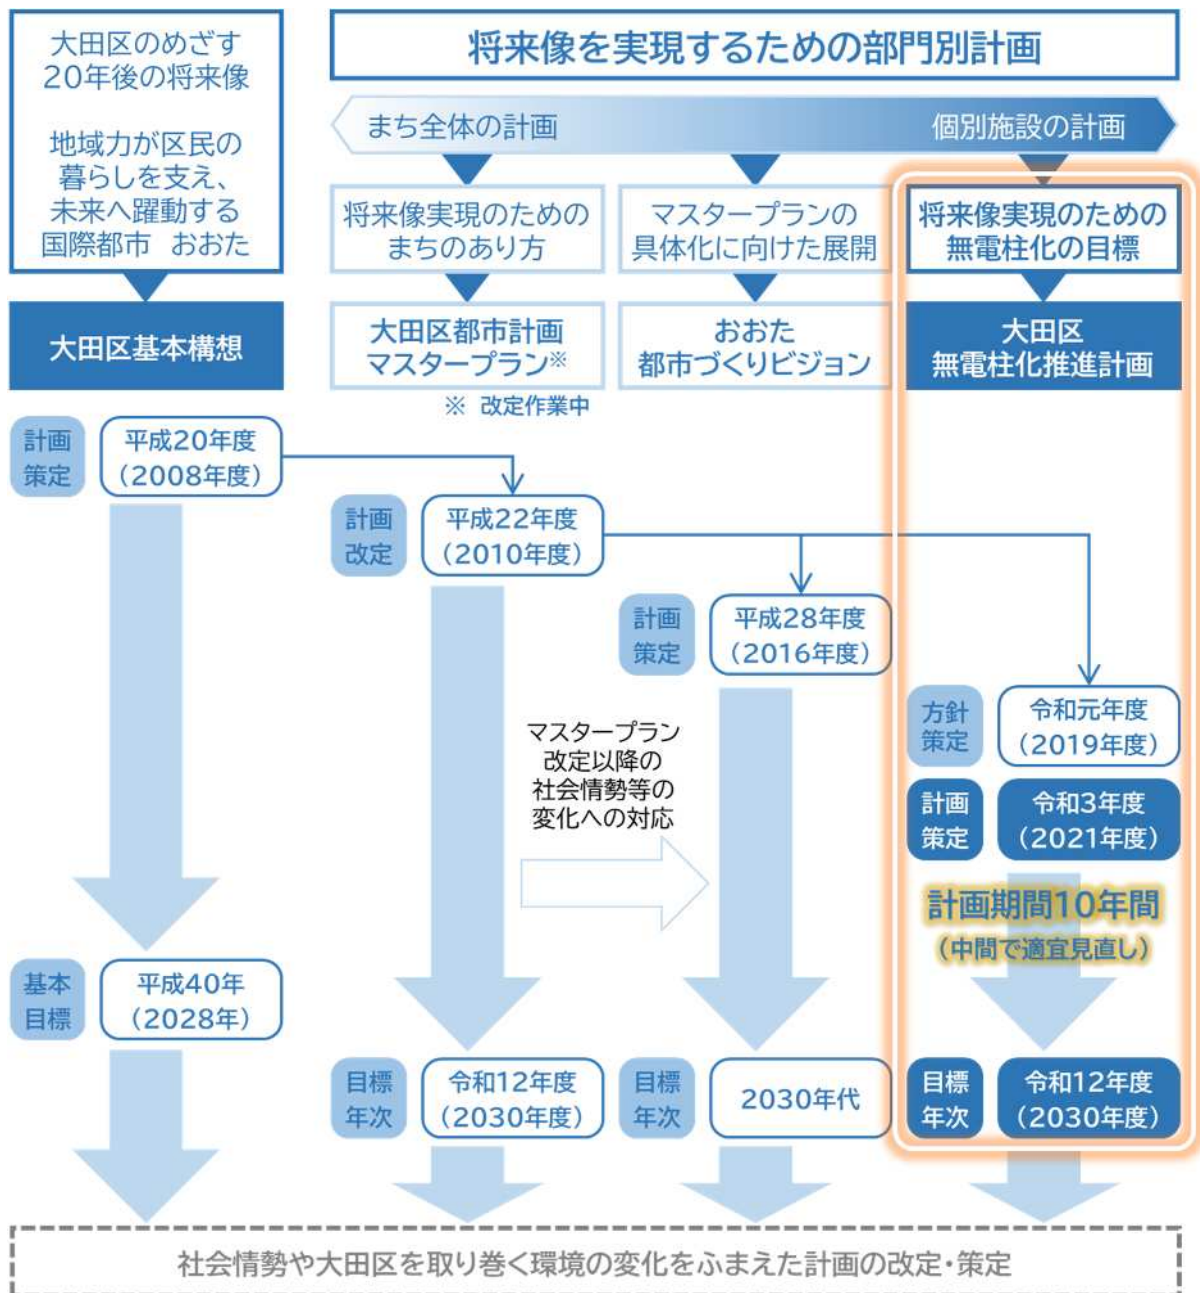 大田区のめざす
20年後の将来像
地域力が区民の
暮らしを支え、
未来へ躍動する
国際都市　おおた
大田区基本構想
将来像を実現するための部門別計画
まち全体の計画
個別施設の計画
将来像実現のための
まちのあり方
マスタープランの
具体化に向けた展開
将来像実現のための
無電柱化の目標
大田区都市計画
マスタープラン※
※ 改定作業中
おおた
都市づくりビジョン
大田区
無電柱化推進計画
計画
策定
平成20年度
（2008年度）
計画
改定
平成22年度
（2010年度）
計画
策定
平成28年度
（2016年度）
方針
策定
令和元年度
（2019年度）
マスタープラン
改定以降の
社会情勢等の
変化への対応
計画
策定
令和3年度
（2021年度）
計画期間10年間
（中間で適宜見直し）
基本
目標
平成40年
（2028年）
目標
年次
令和12年度
（2030年度）
目標
年次
2030年代
目標
年次
令和12年度
（2030年度）
社会情勢や大田区を取り巻く環境の変化をふまえた計画の改定・策定